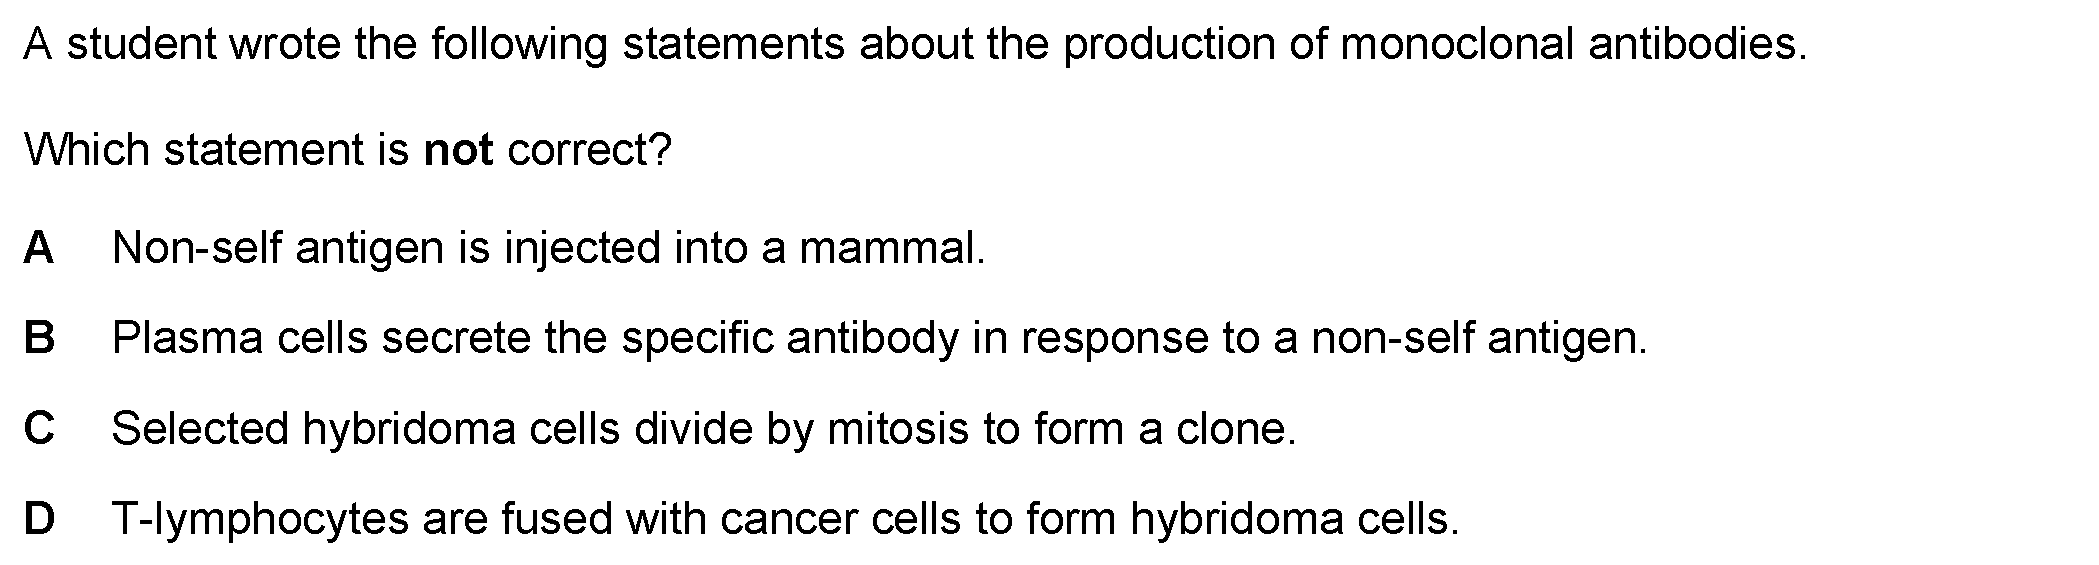 A student wrote the following statements about the production of monoclonal antibodies.
Which statement is not correct?
A Non-self antigen is injected into a mammal.
B Plasma cells secrete the specific antibody in response to a non-self antigen.
C Selected hybridoma cells divide by mitosis to form a clone.
D T-lymphocytes are fused with cancer cells to form hybridoma cells.